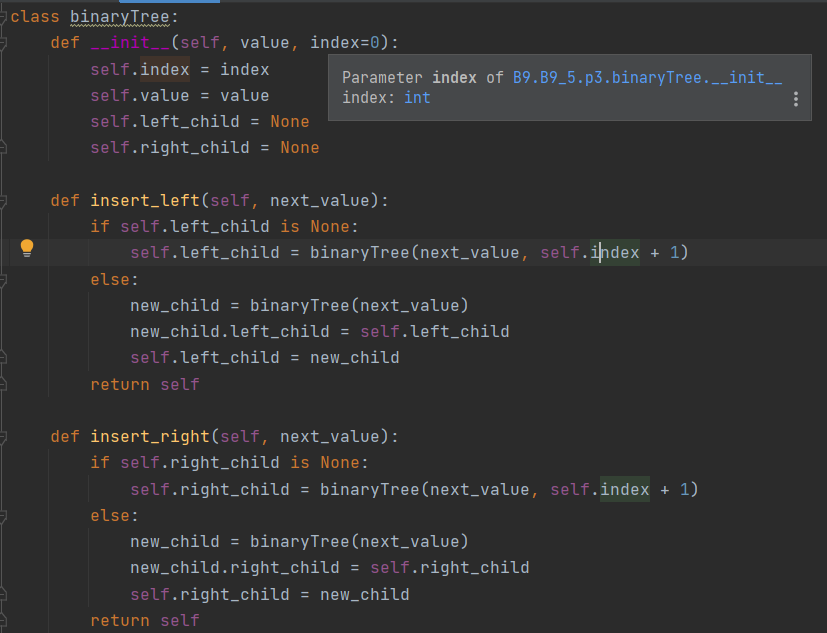 class binaryTree:
    def __init__(self, value, index=0):
        self.index = index
        self.value = value
        self.left_child = None
        self.right_child = None
Parameter index of B9.B9_5.p3.binaryTree.__init__
index: int
    def insert_left(self, next_value):
        if self.left_child is None:
            self.left_child = binaryTree(next_value, self.index + 1)
        else:
            new_child = binaryTree(next_value)
            new_child.left_child = self.left_child
            self.left_child = new_child
        return self
    def insert_right(self, next_value):
        if self.right_child is None:
            self.right_child = binaryTree(next_value, self.index + 1)
        else:
            new_child = binaryTree(next_value)
            new_child.right_child = self.right_child
            self.right_child = new_child
        return self